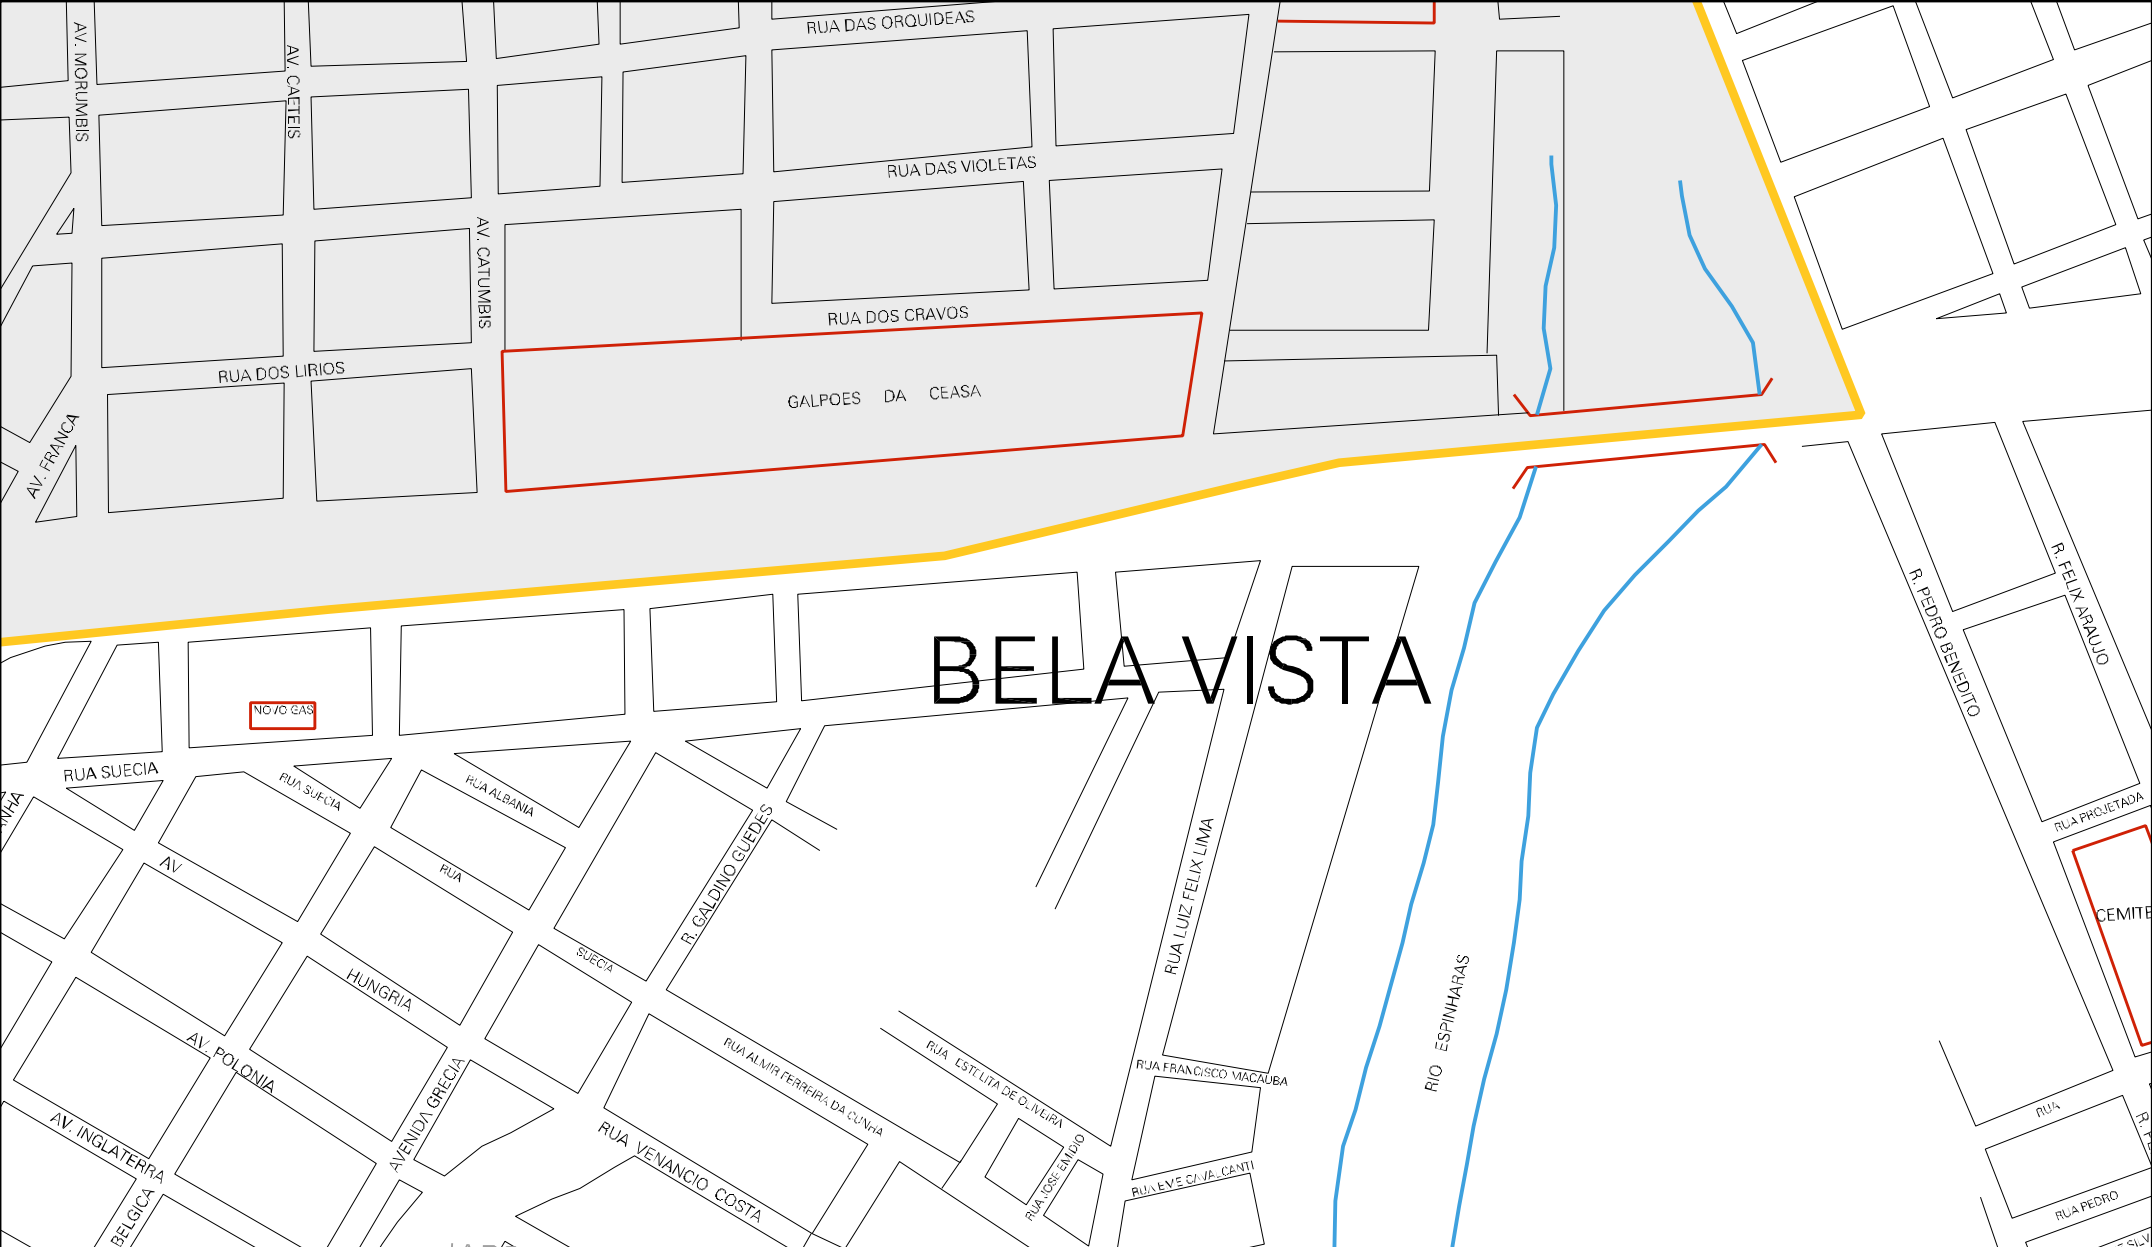 RUA DAS ORQUIDEAS
AV. MORUMBIS
AV. CAETEIS
RUA DAS VIOLETAS
AV. CATUMBIS
RUA DOS CRAVOS
RUA DOS LIRIOS
GALPOES DA CEASA
AV. FRANCA
R. FELIX ARAUJO
R. PEDRO BENEDITO
BELA VISTA
NOVO GAS
RUA SUECIA
RUA SUECIA
RUA ALBANIA
RUA PROJETADA
R. GALDINO GUEDES
RUA LUIZ FELIX LIMA
AV
RUA
CEMITE
SUECIA
HUNGRIA
RIO ESPINHARAS
AV. POLONIA
AVENIDA GRECIA
RUA ALMIR FERREIRA DA CUNHA
RUA ESTELITA DE OLIVEIRA
RUA FRANCISCO MACAUBA
AV. INGLATERRA
RUA VENANCIO COSTA
RUA JOSE EMIDIO
RUA EVE CAVALCANTI
RUA
RUA PEDRO
BELGICA